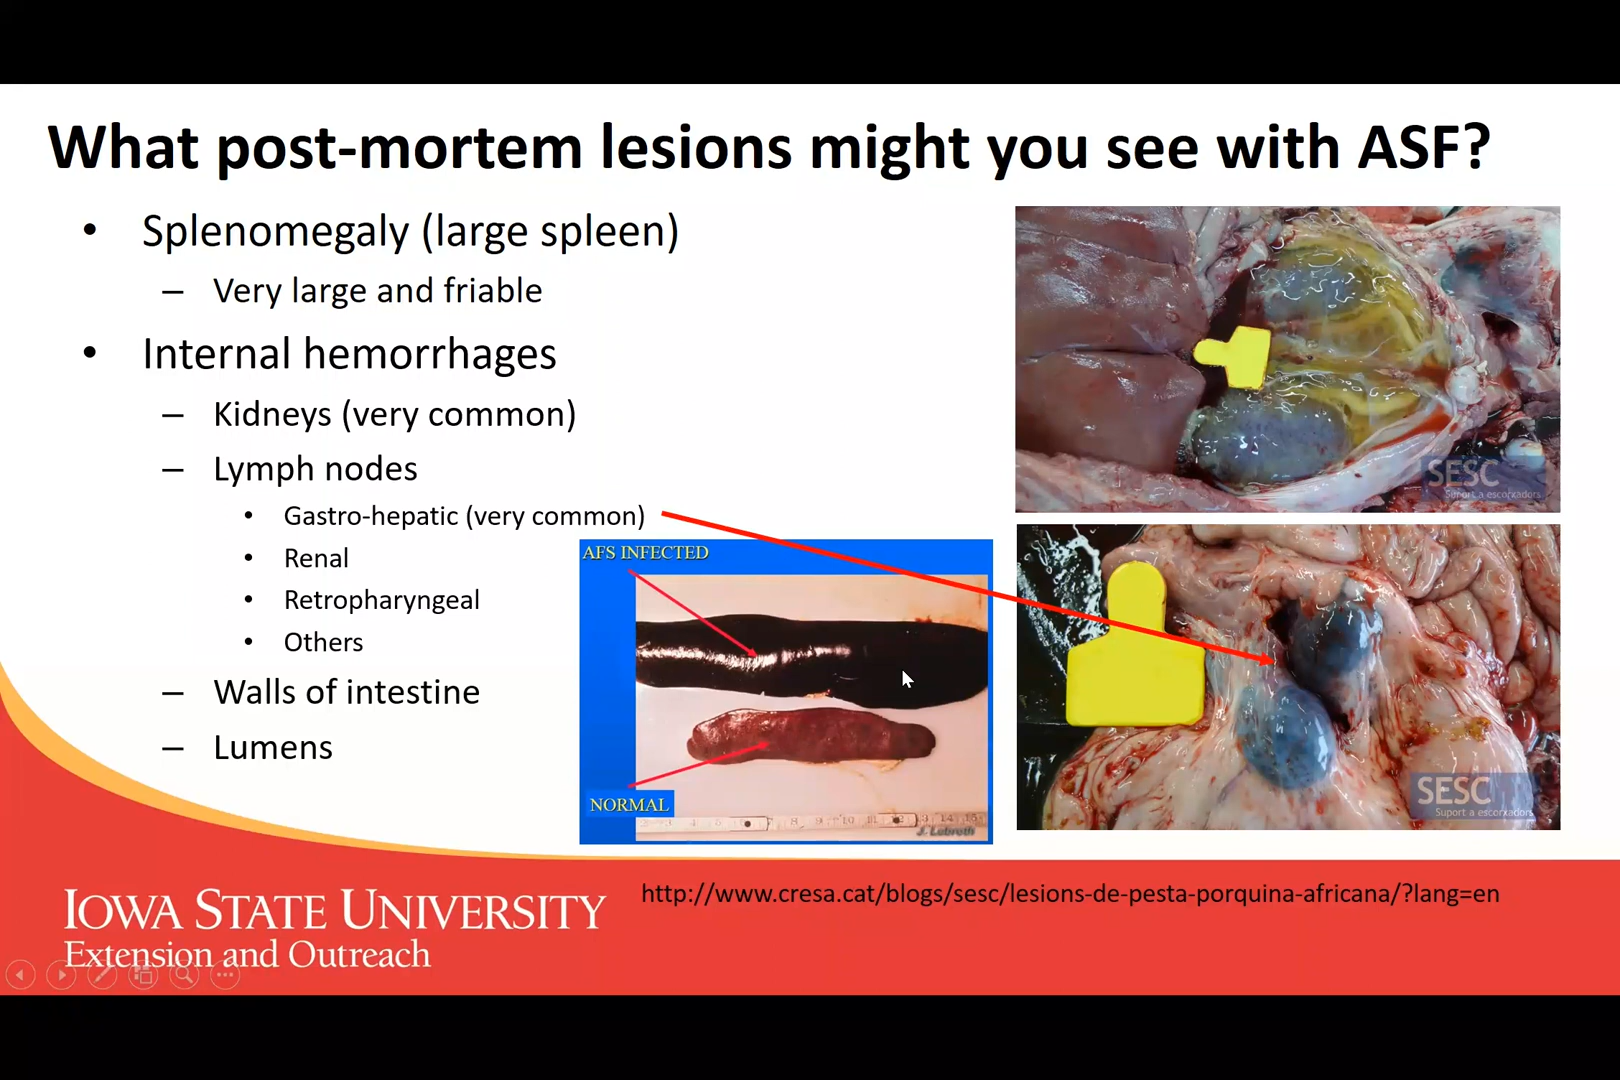 What post-mortem lesions might you see with ASF?
• Splenomegaly (large spleen)
– Very large and friable
• Internal hemorrhages
– Kidneys (very common)
– Lymph nodes
• Gastro-hepatic (very common)
• Renal
• Retropharyngeal
• Others
– Walls of intestine
– Lumens
AFS INFECTED
NORMAL
J. Lubroth
SESC
Suport a escorxadors
SESC
Suport a escorxadors
IOWA STATE UNIVERSITY
Extension and Outreach
http://www.cresa.cat/blogs/sesc/lesions-de-pesta-porquina-africana/?lang=en